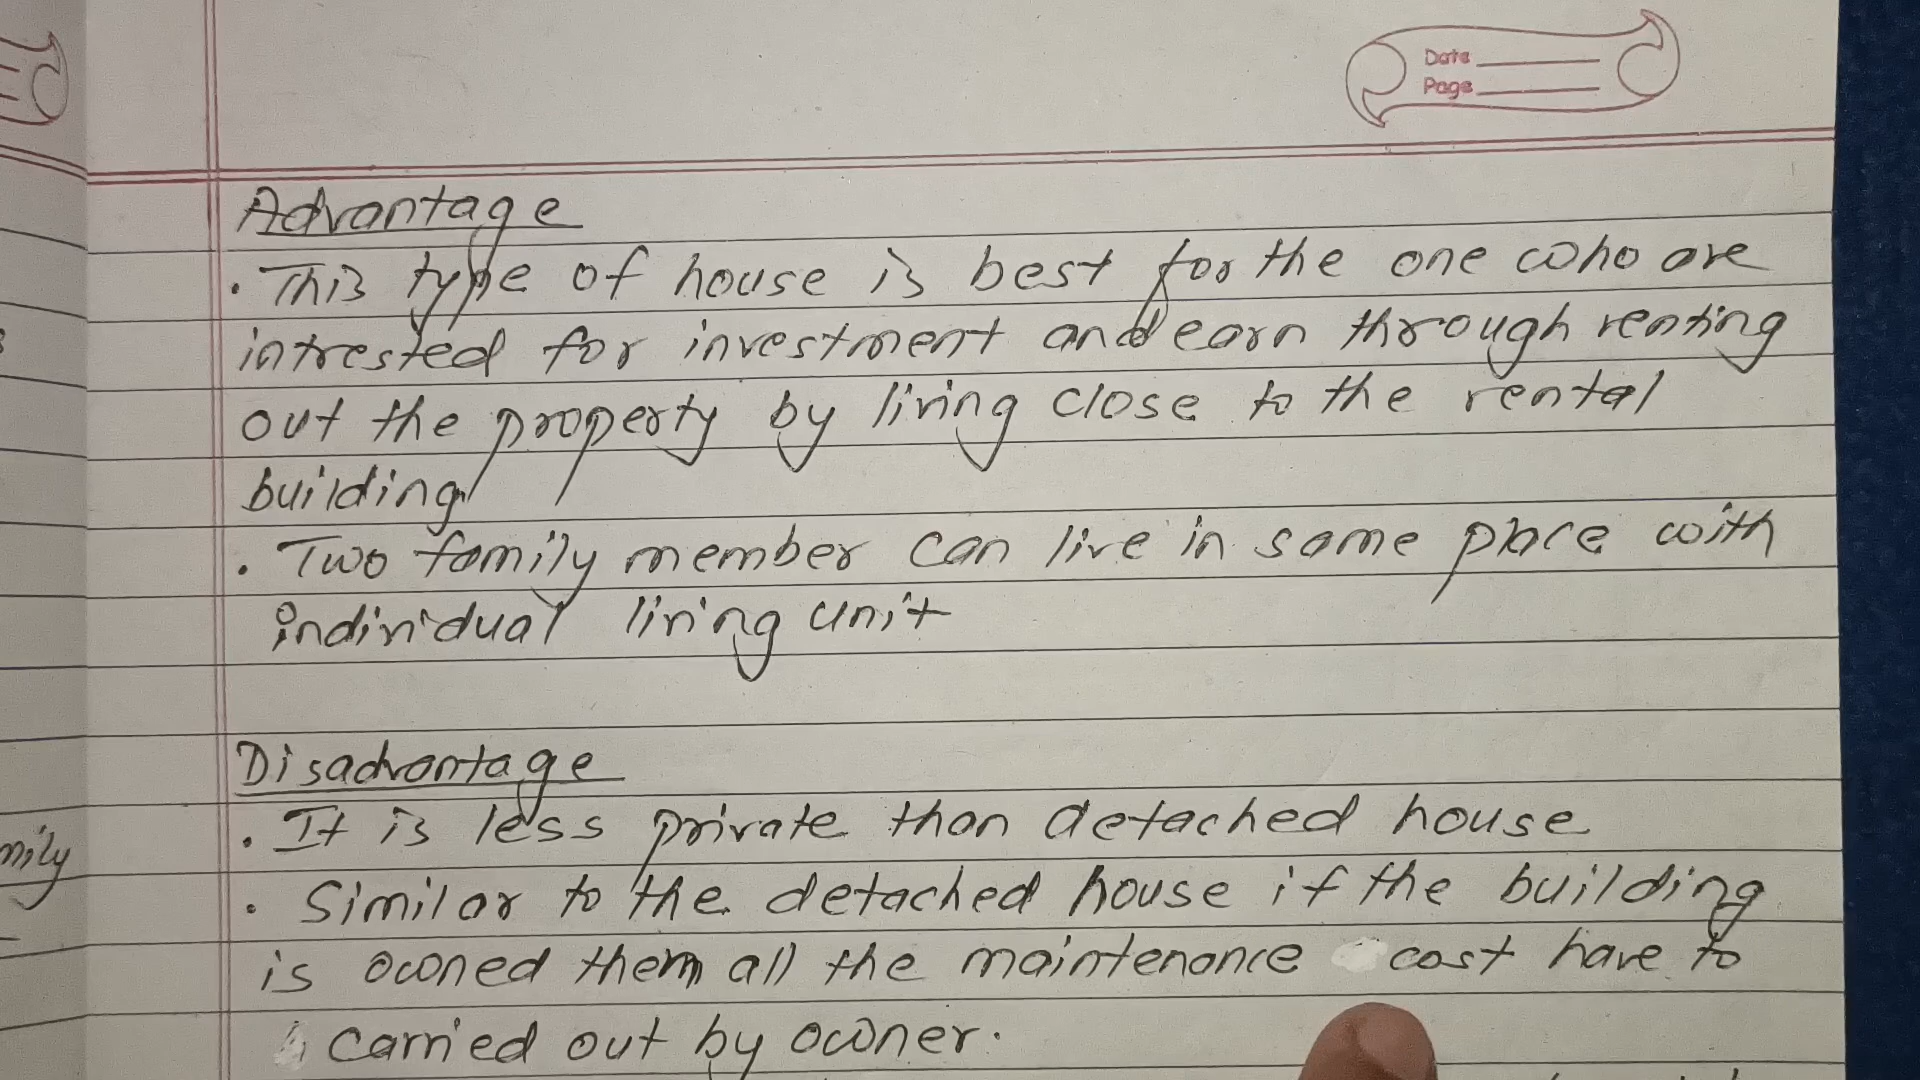 Date
Page
Advantage
• This type of house is best for the one who are
intrested for investment and earn through renting
out the property by living close to the rental
building
• Two family member can live in same place with
individual living unit
Disadvantage
• It is less private than detached house
• Similar to the detached house if the building
mily
is owned them all the maintenance cost have to
carried out by owner.